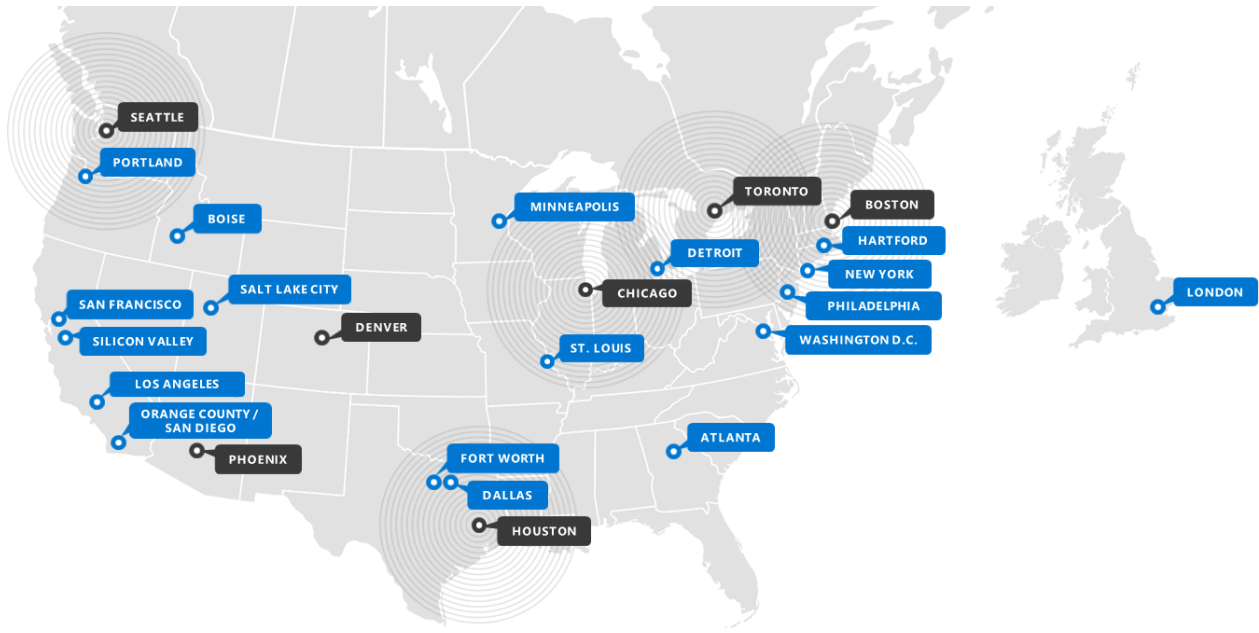 SEATTLE
PORTLAND
BOISE
MINNEAPOLIS
TORONTO
BOSTON
HARTFORD
DETROIT
NEW YORK
SAN FRANCISCO
SALT LAKE CITY
CHICAGO
PHILADELPHIA
LONDON
SILICON VALLEY
DENVER
ST. LOUIS
WASHINGTON D.C.
LOS ANGELES
ORANGE COUNTY /
SAN DIEGO
PHOENIX
FORT WORTH
ATLANTA
DALLAS
HOUSTON